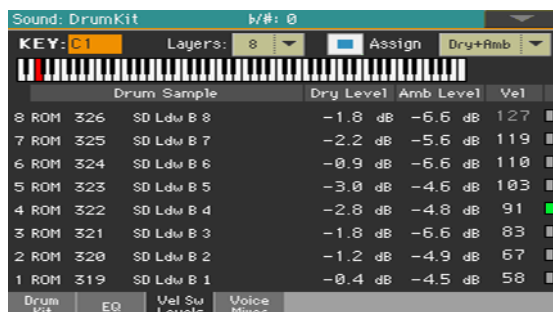 Sound: DrumKit ♭/#: 0
KEY: C1 Layers: 8 Assign Dry+Amb
Drum Sample Dry Level Amb Level Vel
8 ROM 326 SD Ldw B 8 -1.8 dB -6.6 dB 127
7 ROM 325 SD Ldw B 7 -2.2 dB -5.6 dB 119
6 ROM 324 SD Ldw B 6 -0.9 dB -6.6 dB 110
5 ROM 323 SD Ldw B 5 -3.0 dB -4.6 dB 103
4 ROM 322 SD Ldw B 4 -2.8 dB -4.8 dB 91
3 ROM 321 SD Ldw B 3 -1.8 dB -6.6 dB 83
2 ROM 320 SD Ldw B 2 -1.2 dB -4.9 dB 67
1 ROM 319 SD Ldw B 1 -0.4 dB -4.5 dB 58
Drum Kit EQ Vel Sw Levels Voice Mixer